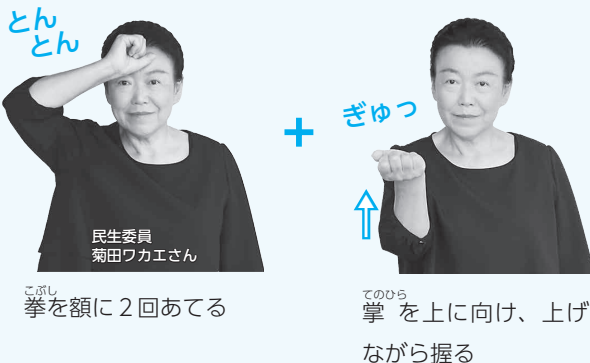 とん
とん
民生委員
菊田ワカエさん
こぶし
拳を額に2回あてる
+
ぎゅっ
てのひら
掌を上に向け、上げ
ながら握る